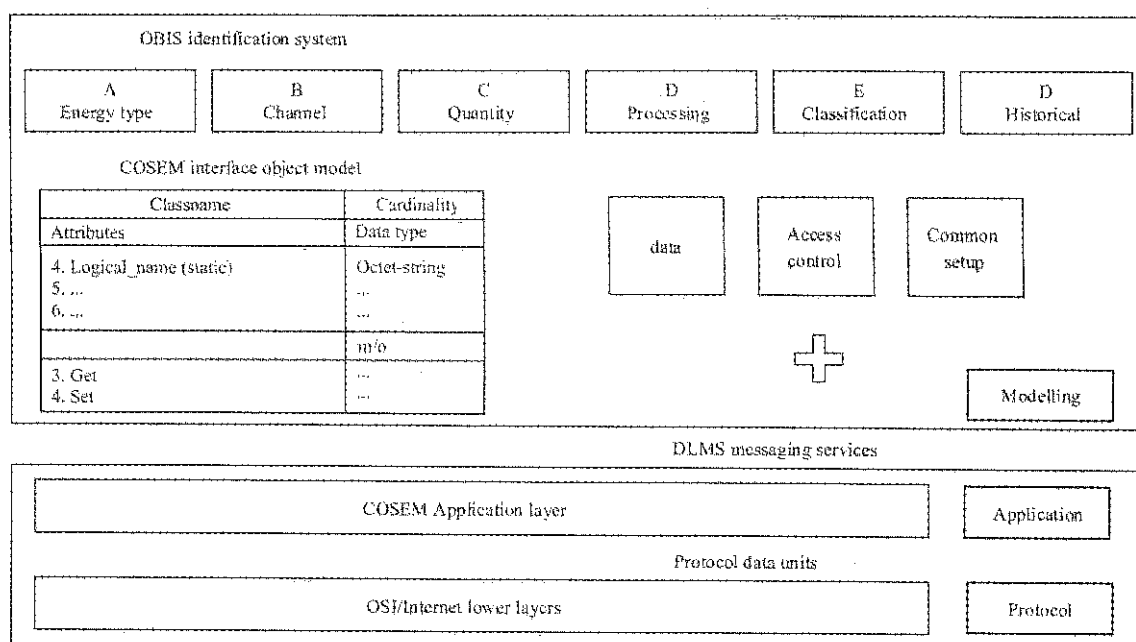 OBIS identification system
A
Energy type
B
Channel
C
Quantity
D
Processing
E
Classification
D
Historical
COSEM interface object model
Classname Cardinality
Attributes Data type
4. Logical_name (static) Octet-string
5. ... ...
6. ... ...
m/o
3. Get ...
4. Set ...
data
Access
control
Common
setup
Modelling
DLMS messaging services
COSEM Application layer
Application
Protocol data units
OSI/Internet lower layers
Protocol